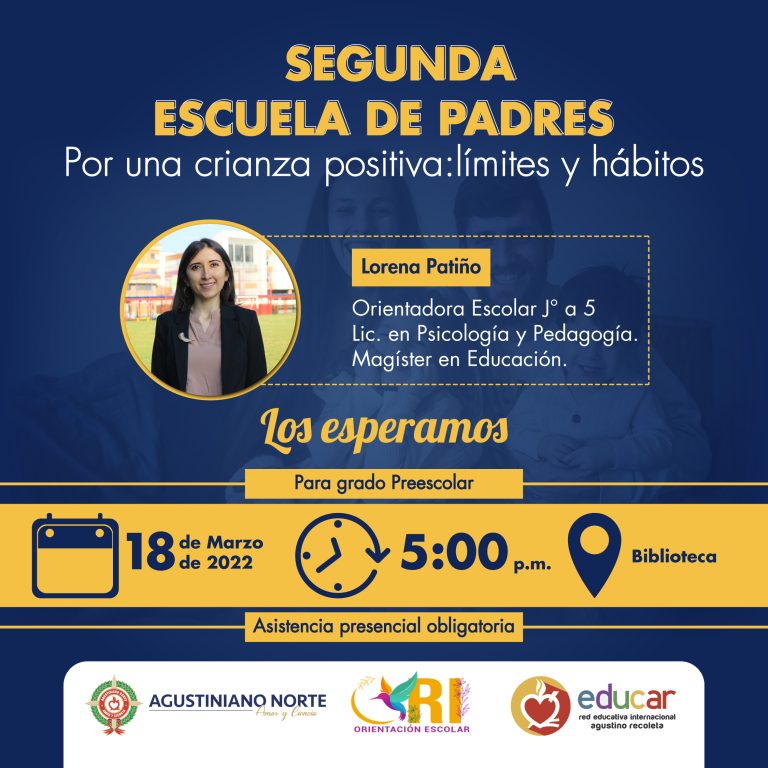 SEGUNDA
ESCUELA DE PADRES
Por una crianza positiva:límites y hábitos
Lorena Patiño
Orientadora Escolar J° a 5
Lic. en Psicología y Pedagogía.
Magíster en Educación.
Los esperamos
Para grado Preescolar
18 de Marzo
de 2022
5:00 p.m.
Biblioteca
Asistencia presencial obligatoria
AGUSTINIANO NORTE
Amor y Ciencia
ORI
ORIENTACIÓN ESCOLAR
educar
red educativa internacional
agustino recoleta